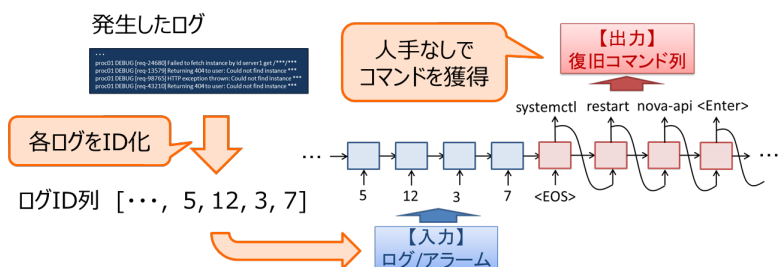 発生したログ
...
proc01 DEBUG [req-24680] Failed to fetch instance by id server1 get /***/***
proc01 DEBUG [req-13579] Returning 404 to user: Could not find instance ***
proc01 DEBUG [req-98765] HTTP exception thrown: Could not find instance ***
proc01 DEBUG [req-43210] Returning 404 to user: Could not find instance ***
人手なしで
コマンドを獲得
【出力】
復旧コマンド列
systemctl restart nova-api <Enter>
各ログをID化
... ...
5 12 3 7 <EOS>
ログID列 [･･･, 5, 12, 3, 7]
【入力】
ログ/アラーム